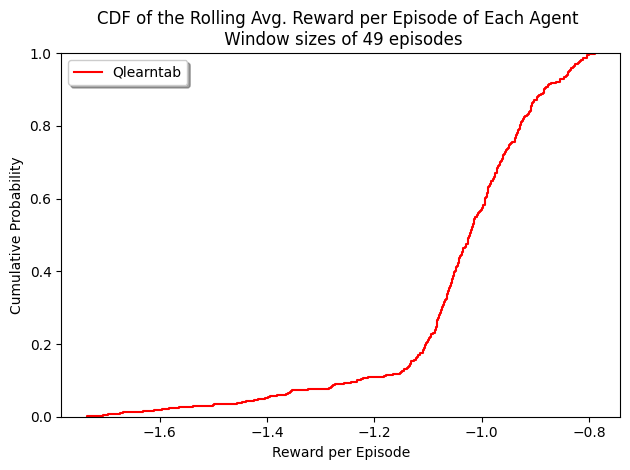 CDF of the Rolling Avg. Reward per Episode of Each Agent
Window sizes of 49 episodes
Qlearntab
1.0
0.8
0.6
0.4
0.2
0.0
Cumulative Probability
−1.6
−1.4
−1.2
−1.0
−0.8
Reward per Episode